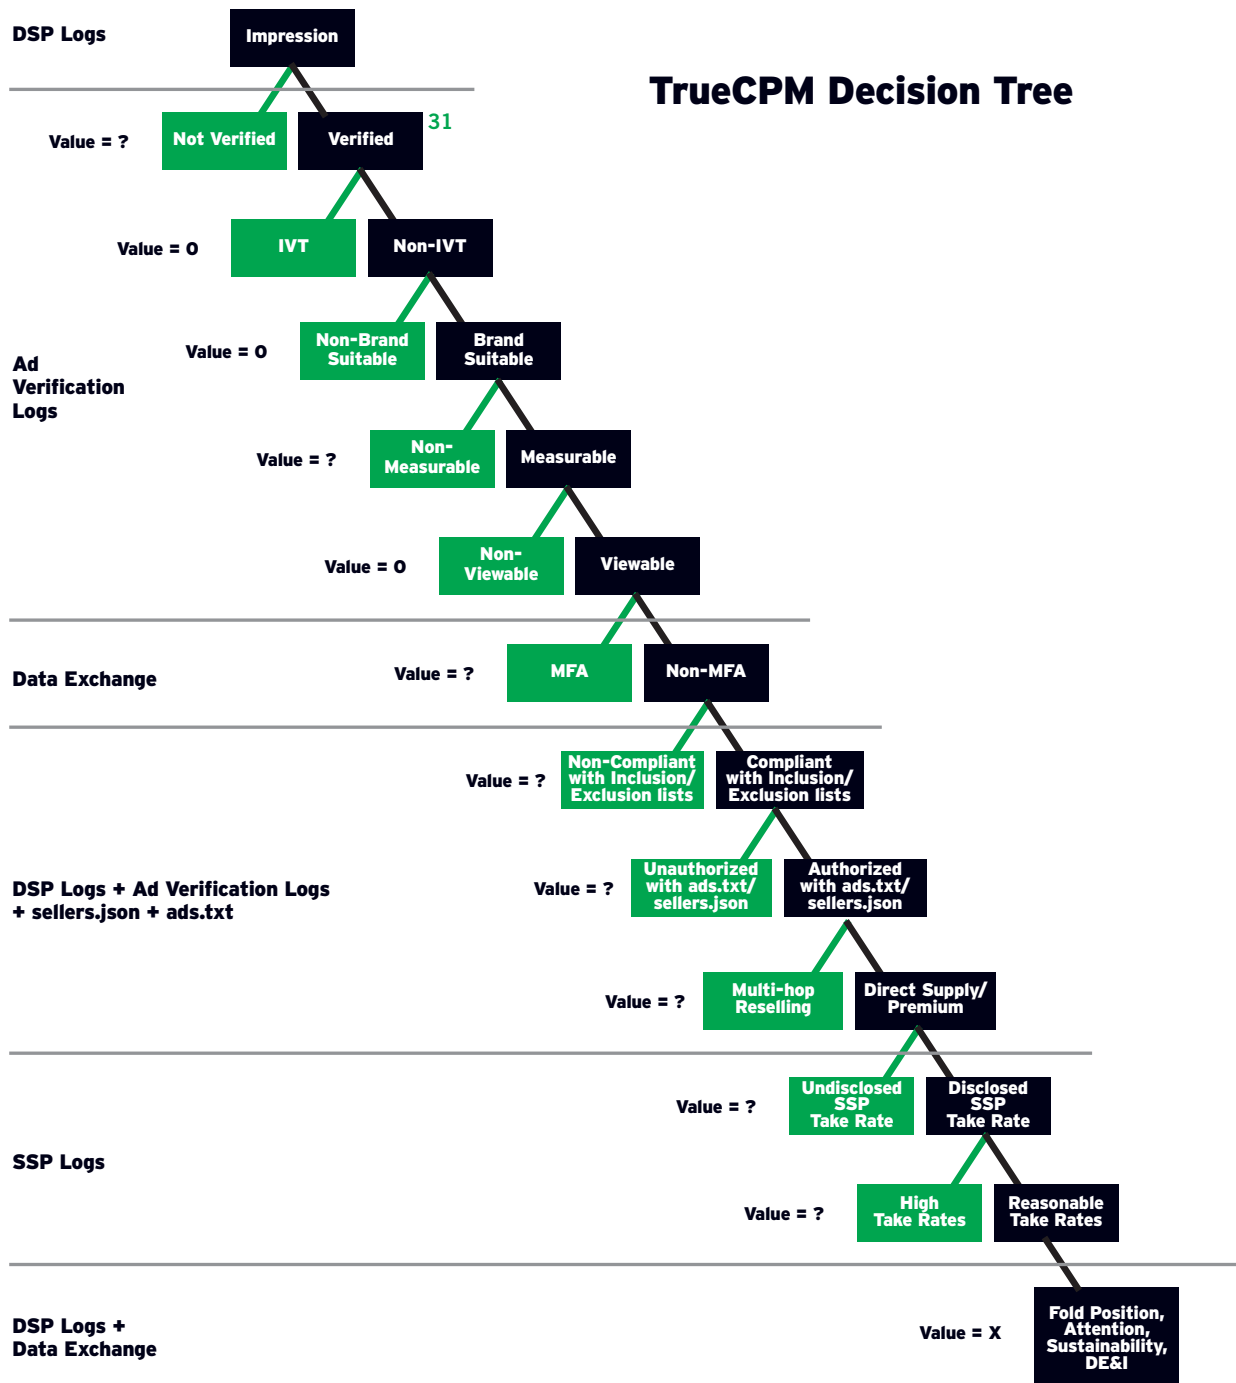 DSP Logs
Impression
TrueCPM Decision Tree
Value = ?
Not Verified
Verified
31
Value = 0
IVT
Non-IVT
Value = 0
Non-Brand
Suitable
Brand
Suitable
Ad
Verification
Logs
Value = ?
Non-
Measurable
Measurable
Value = 0
Non-
Viewable
Viewable
Data Exchange
Value = ?
MFA
Non-MFA
Value = ?
Non-Compliant
with Inclusion/
Exclusion lists
Compliant
with Inclusion/
Exclusion lists
DSP Logs + Ad Verification Logs
+ sellers.json + ads.txt
Value = ?
Unauthorized
with ads.txt/
sellers.json
Authorized
with ads.txt/
sellers.json
Value = ?
Multi-hop
Reselling
Direct Supply/
Premium
Value = ?
Undisclosed
SSP
Take Rate
Disclosed
SSP
Take Rate
SSP Logs
Value = ?
High
Take Rates
Reasonable
Take Rates
DSP Logs +
Data Exchange
Value = X
Fold Position,
Attention,
Sustainability,
DE&I